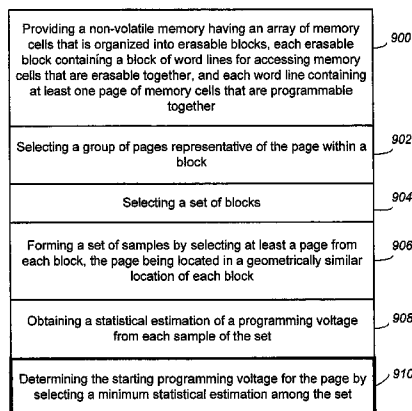 Providing a non-volatile memory having an array of memory
cells that is organized into erasable blocks, each erasable
block containing a block of word lines for accessing memory
cells that are erasable together, and each word line containing
at least one page of memory cells that are programmable
together
900
Selecting a group of pages representative of the page within a
block
902
Selecting a set of blocks
904
Forming a set of samples by selecting at least a page from
each block, the page being located in a geometrically similar
location of each block
906
Obtaining a statistical estimation of a programming voltage
from each sample of the set
908
Determining the starting programming voltage for the page by
selecting a minimum statistical estimation among the set
910